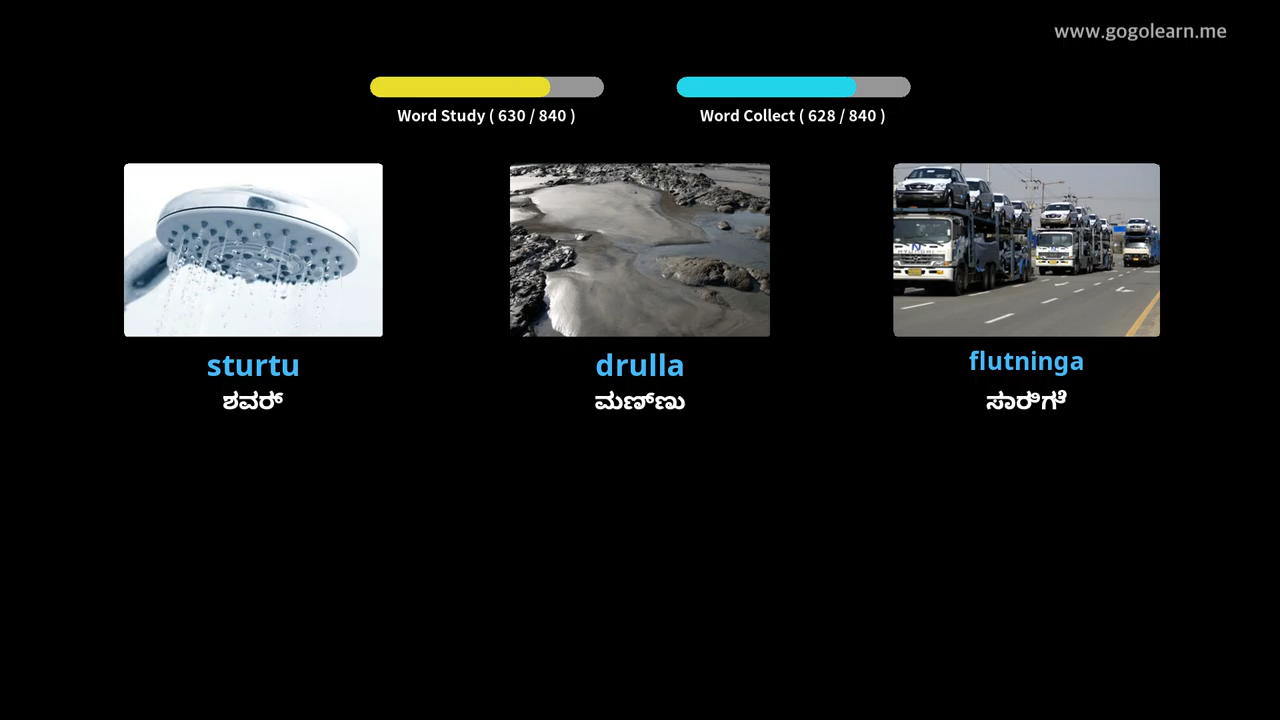 www.gogolearn.me
Word Study ( 630 / 840 )
Word Collect ( 628 / 840 )
sturtu
drulla
flutninga
ಶವರ್
ಮಣ್ಣು
ಸಾರಿಗೆ